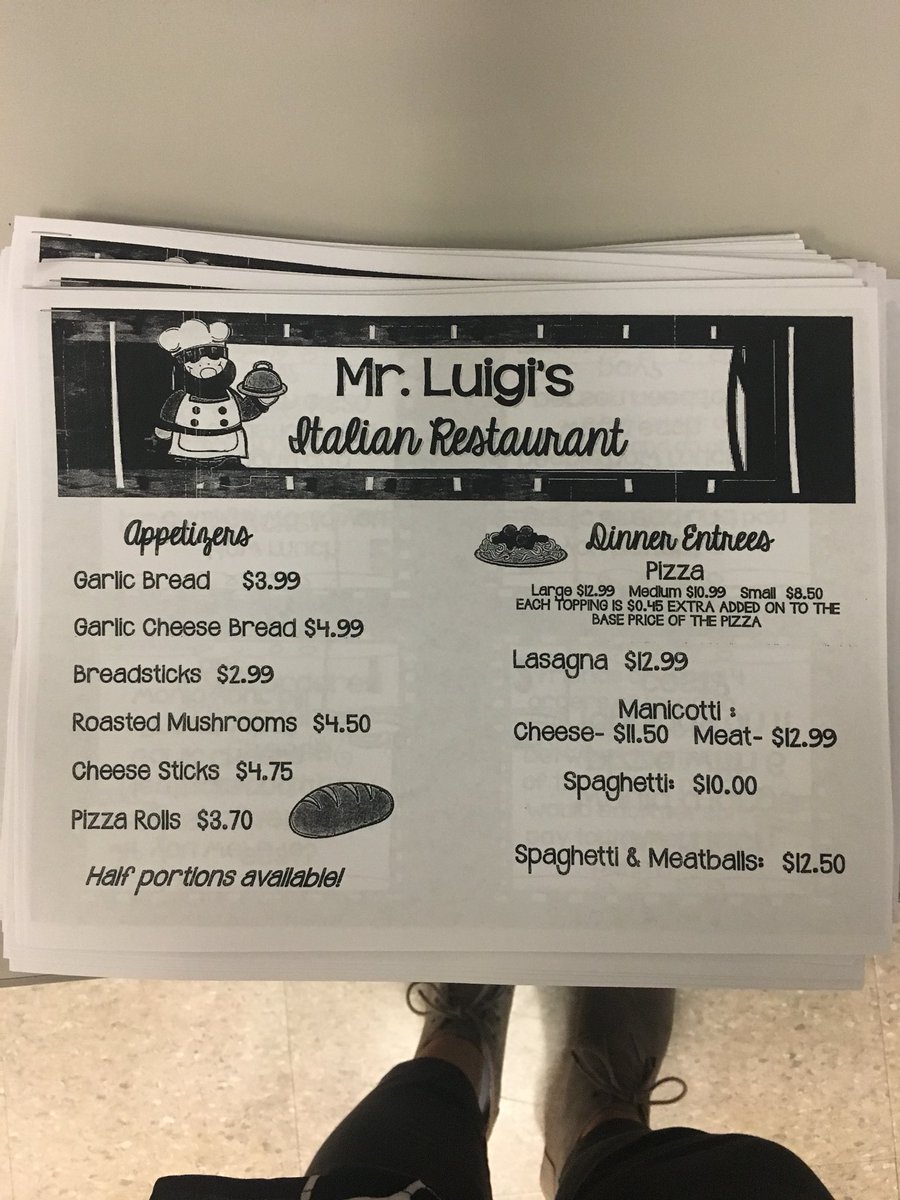 Mr. Luigi's
Italian Restaurant
Appetizers
Garlic Bread $3.99
Garlic Cheese Bread $4.99
Breadsticks $2.99
Roasted Mushrooms $4.50
Cheese Sticks $4.75
Pizza Rolls $3.70
Half portions available!
Dinner Entrees
Pizza
Large $12.99 Medium $10.99 Small $8.50
EACH TOPPING IS $0.45 EXTRA ADDED ON TO THE
BASE PRICE OF THE PIZZA
Lasagna $12.99
Manicotti :
Cheese- $11.50 Meat- $12.99
Spaghetti: $10.00
Spaghetti & Meatballs: $12.50